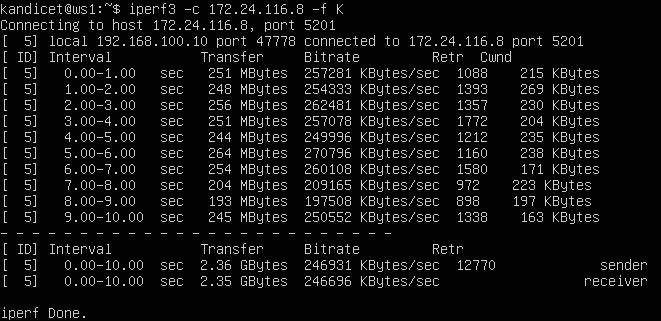 kandicet@ws1:~$ iperf3 -c 172.24.116.8 -f K
Connecting to host 172.24.116.8, port 5201
[  5] local 192.168.100.10 port 47778 connected to 172.24.116.8 port 5201
[ ID] Interval           Transfer     Bitrate         Retr  Cwnd
[  5]   0.00-1.00   sec   251 MBytes  257281 KBytes/sec  1088    215 KBytes
[  5]   1.00-2.00   sec   248 MBytes  254333 KBytes/sec  1393    269 KBytes
[  5]   2.00-3.00   sec   256 MBytes  262481 KBytes/sec  1357    230 KBytes
[  5]   3.00-4.00   sec   251 MBytes  257078 KBytes/sec  1772    204 KBytes
[  5]   4.00-5.00   sec   244 MBytes  249996 KBytes/sec  1212    235 KBytes
[  5]   5.00-6.00   sec   264 MBytes  270796 KBytes/sec  1160    238 KBytes
[  5]   6.00-7.00   sec   254 MBytes  260108 KBytes/sec  1580    171 KBytes
[  5]   7.00-8.00   sec   204 MBytes  209165 KBytes/sec  972    223 KBytes
[  5]   8.00-9.00   sec   193 MBytes  197508 KBytes/sec  898    197 KBytes
[  5]   9.00-10.00  sec   245 MBytes  250552 KBytes/sec  1338    163 KBytes
- - - - - - - - - - - - - - - - - - - - - - - - -
[ ID] Interval           Transfer     Bitrate         Retr
[  5]   0.00-10.00  sec  2.36 GBytes  246931 KBytes/sec  12770             sender
[  5]   0.00-10.00  sec  2.35 GBytes  246696 KBytes/sec                  receiver
iperf Done.